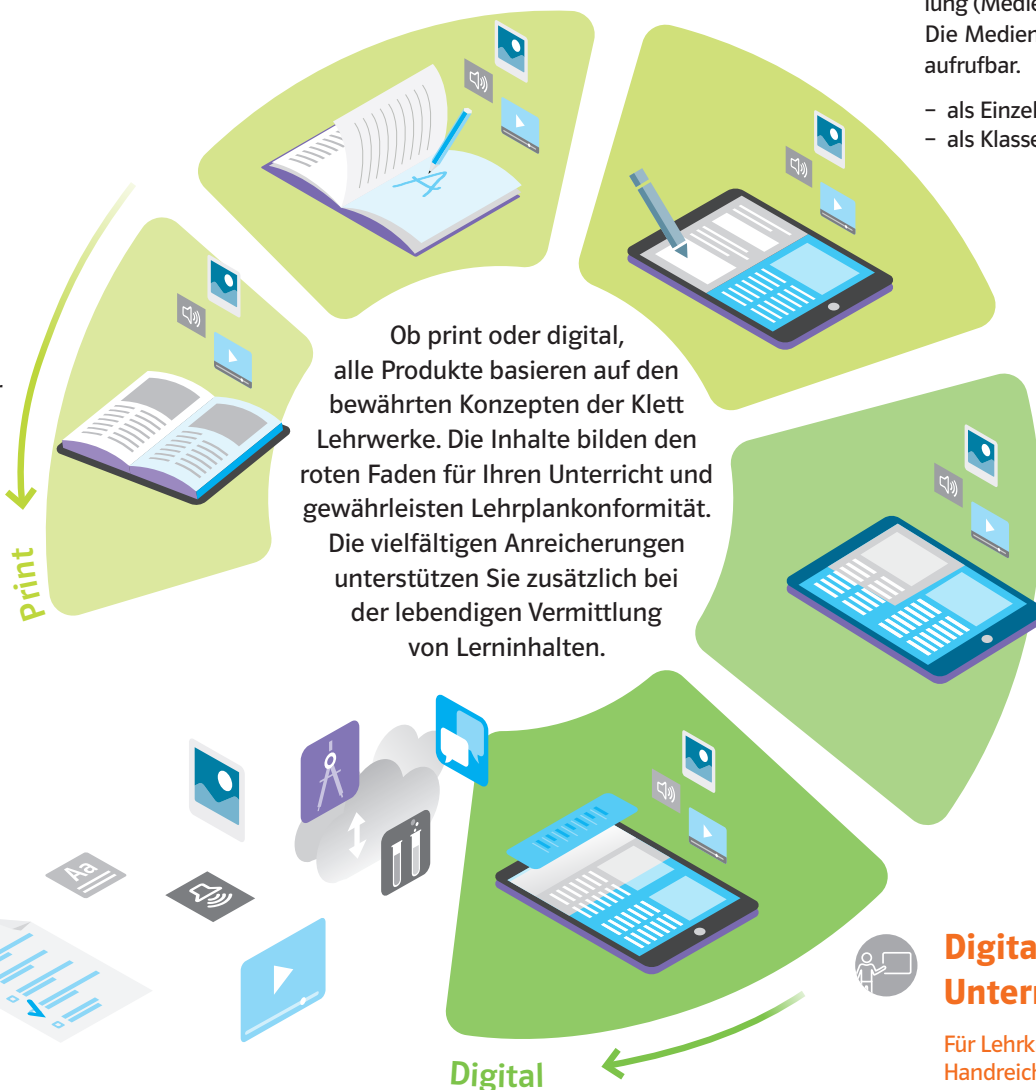 lung (Medie
Die Medien
aufrufbar.
– als Einzel
– als Klasse
Ob print oder digital,
alle Produkte basieren auf den
bewährten Konzepten der Klett
Lehrwerke. Die Inhalte bilden den
roten Faden für Ihren Unterricht und
gewährleisten Lehrplankonformität.
Die vielfältigen Anreicherungen
unterstützen Sie zusätzlich bei
der lebendigen Vermittlung
von Lerninhalten.
Print
A
Aa
Digital
Digita
Unterr
Für Lehrk
Handreich